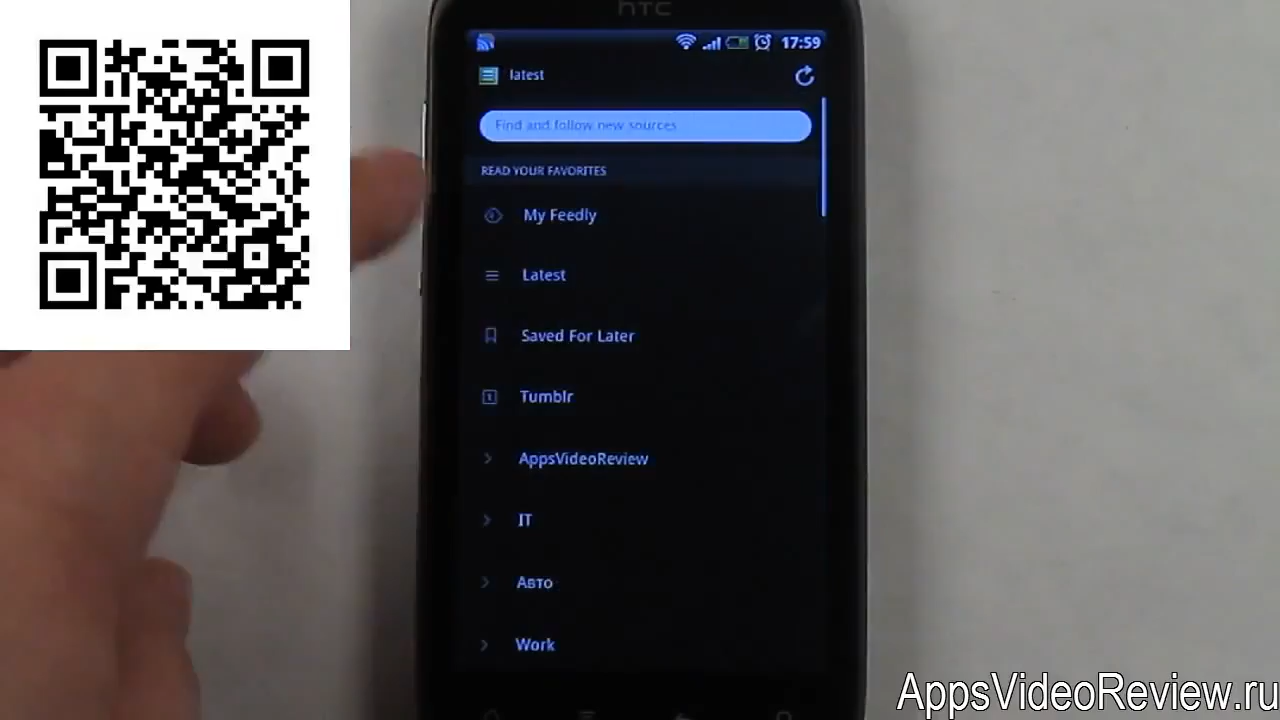 hTC
17:59
latest
Find and follow new sources
READ YOUR FAVORITES
My Feedly
Latest
Saved For Later
Tumblr
AppsVideoReview
IT
Авто
Work
AppsVideoReview.ru